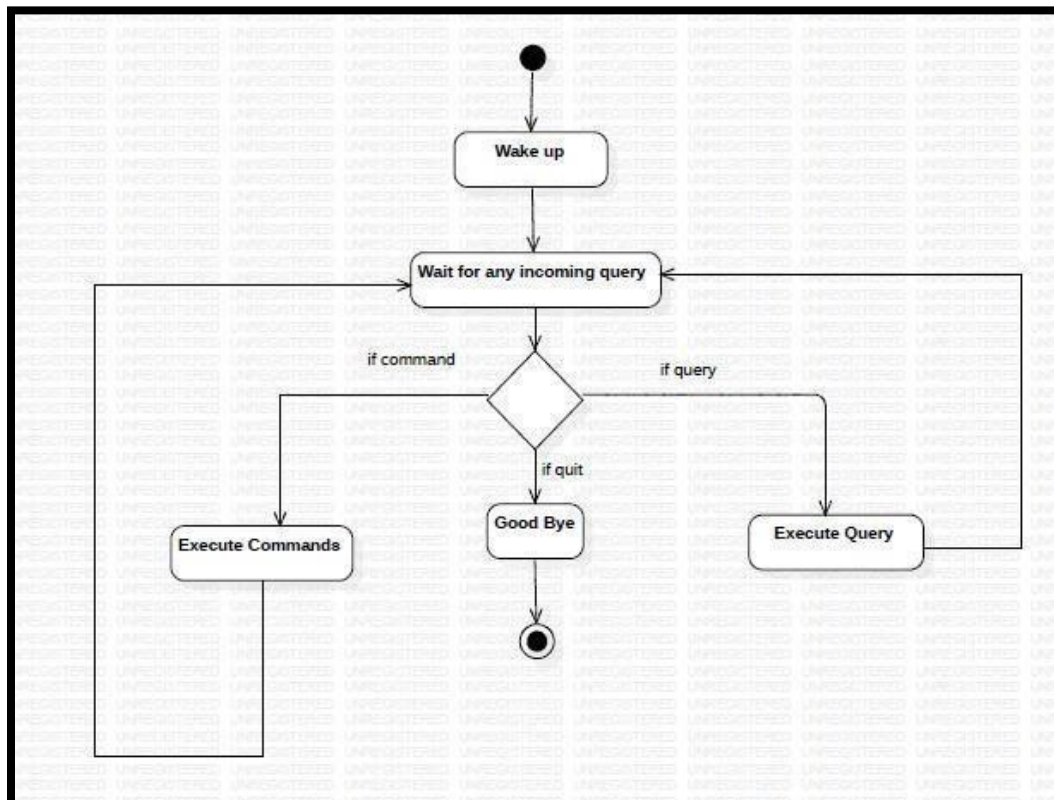 Wake up
Wait for any incoming query
if command
if query
if quit
Good Bye
Execute Commands
Execute Query
UNREGISTERED